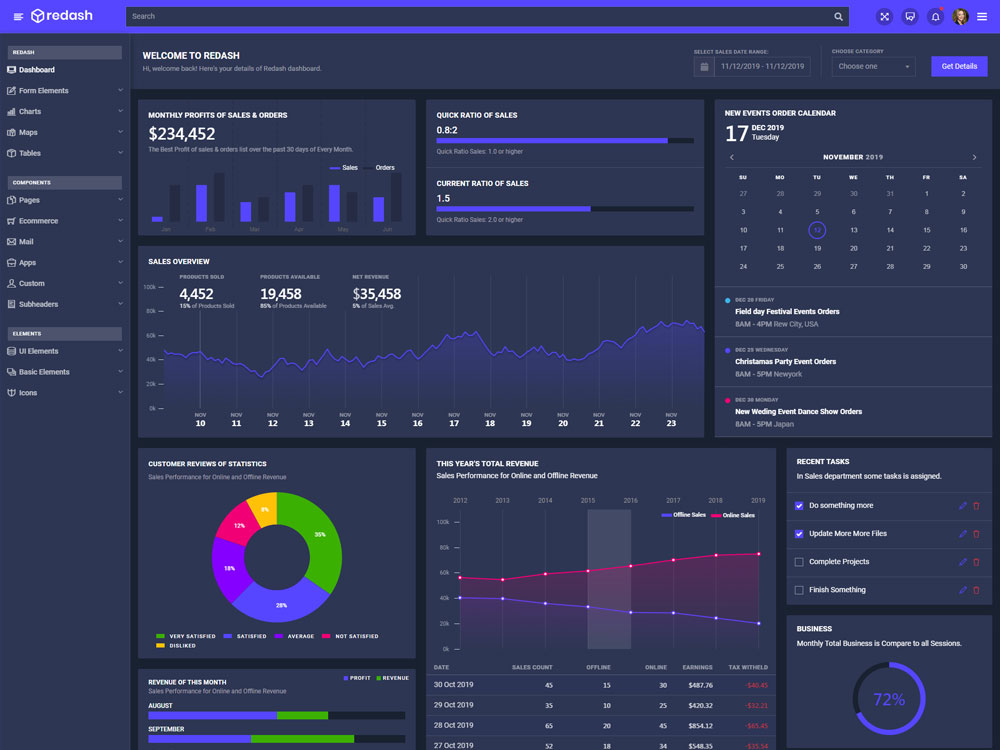 redash
Search
REDASH
Dashboard
Form Elements
Charts
Maps
Tables
COMPONENTS
Pages
Ecommerce
Mail
Apps
Custom
Subheaders
ELEMENTS
UI Elements
Basic Elements
Icons
WELCOME TO REDASH
Hi, welcome back! Here's your details of Redash dashboard.
SELECT SALES DATE RANGE:
11/12/2019 - 11/12/2019
CHOOSE CATEGORY
Choose one
Get Details
MONTHLY PROFITS OF SALES & ORDERS
$234,452
The Best Profit of sales & orders list over the past 30 days of Every Month.
Sales Orders
Jan Feb Mar Apr May Jun
QUICK RATIO OF SALES
0.8:2
Quick Ratio Sales: 1.0 or higher
CURRENT RATIO OF SALES
1.5
Quick Ratio Sales: 2.0 or higher
NEW EVENTS ORDER CALENDAR
17 DEC 2019
Tuesday
NOVEMBER 2019
SU MO TU WE TH FR SA
27 28 29 30 31 1 2
3 4 5 6 7 8 9
10 11 12 13 14 15 16
17 18 19 20 21 22 23
24 25 26 27 28 29 30
DEC 20 FRIDAY
Field day Festival Events Orders
8AM - 4PM Rew City, USA
DEC 25 WEDNESDAY
Christamas Party Event Orders
8AM - 5PM Newyork
DEC 30 MONDAY
New Weding Event Dance Show Orders
8AM - 5PM Japan
SALES OVERVIEW
PRODUCTS SOLD
4,452
15% of Products Sold
PRODUCTS AVAILABLE
19,458
85% of Products Available
NET REVENUE
$35,458
5% of Sales Avg.
100k
80k
60k
40k
20k
0k
NOV NOV NOV NOV NOV NOV NOV NOV NOV NOV NOV NOV NOV NOV
10 11 12 13 14 15 16 17 18 19 20 21 22 23
CUSTOMER REVIEWS OF STATISTICS
Sales Performance for Online and Offline Revenue
8%
12%
35%
18%
28%
VERY SATISFIED SATISFIED AVERAGE NOT SATISFIED
DISLIKED
REVENUE OF THIS MONTH
Sales Performance for Online and Offline Revenue
PROFIT REVENUE
AUGUST
SEPTEMBER
THIS YEAR'S TOTAL REVENUE
Sales Performance for Online and Offline Revenue
2012 2013 2014 2015 2016 2017 2018 2019
Offline Sales Online Sales
100k
80k
60k
40k
20k
0k
DATE SALES COUNT OFFLINE ONLINE EARNINGS TAX WITHELD
30 Oct 2019 45 15 30 $487.76 -$40.45
29 Oct 2019 35 10 25 $420.32 -$32.21
28 Oct 2019 65 20 45 $854.12 -$65.45
27 Oct 2019 52 18 34 $548.35 -$35.54
RECENT TASKS
In Sales department some tasks is assigned.
Do something more
Update More More Files
Complete Projects
Finish Something
BUSINESS
Monthly Total Business is Compare to all Sessions.
72%